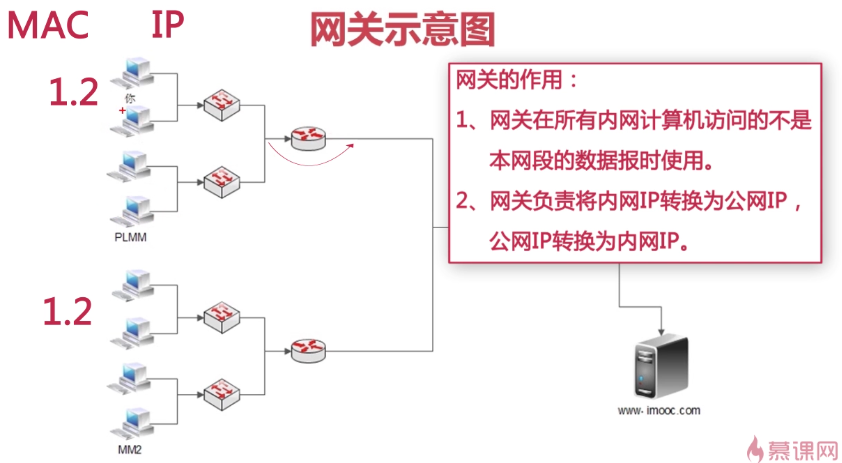 MAC IP 网关示意图
1.2
你
PLMM
网关的作用：
1、网关在所有内网计算机访问的不是
本网段的数据报时使用。
2、网关负责将内网IP转换为公网IP，
公网IP转换为内网IP。
1.2
MM2
www- imooc.com
慕课网